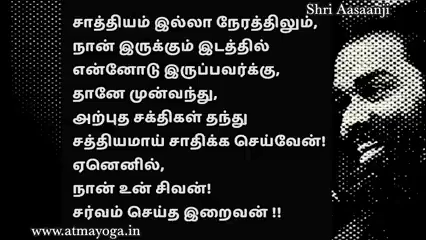 Shri Aasaanji
சாத்தியம் இல்லா நேரத்திலும்,
நான் இருக்கும் இடத்தில்
என்னோடு இருப்பவர்க்கு,
தானே முன்வந்து,
அற்புத சக்திகள் தந்து
சத்தியமாய் சாதிக்க செய்வேன்!
ஏனெனில்,
நான் உன் சிவன்!
சர்வம் செய்த இறைவன் !!
www.atmayoga.in